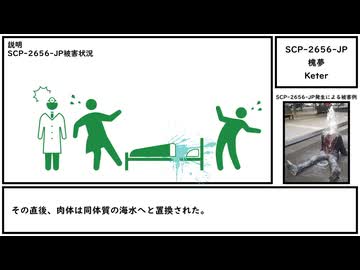 説明
SCP-2656-JP被害状況
SCP-2656-JP
槐夢
Keter
SCP-2656-JP発生による被害例
その直後、肉体は同体質の海水へと置換された。